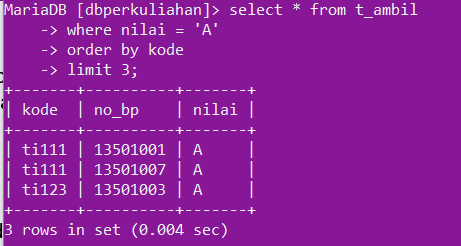 MariaDB [dbperkuliahan]> select * from t_ambil
    -> where nilai = 'A'
    -> order by kode
    -> limit 3;
+-------+----------+-------+
| kode  | no_bp    | nilai |
+-------+----------+-------+
| ti111 | 13501001 | A     |
| ti111 | 13501007 | A     |
| ti123 | 13501003 | A     |
+-------+----------+-------+
3 rows in set (0.004 sec)